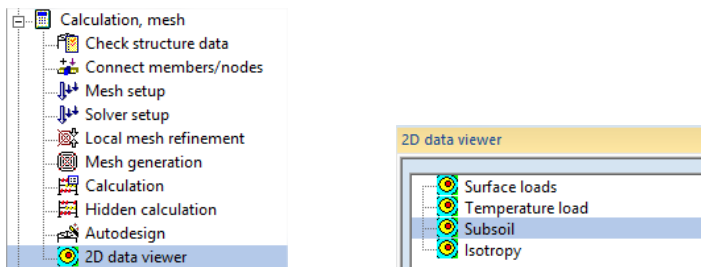 Calculation, mesh
Check structure data
Connect members/nodes
Mesh setup
Solver setup
Local mesh refinement
Mesh generation
Calculation
Hidden calculation
Autodesign
2D data viewer
2D data viewer
Surface loads
Temperature load
Subsoil
Isotropy